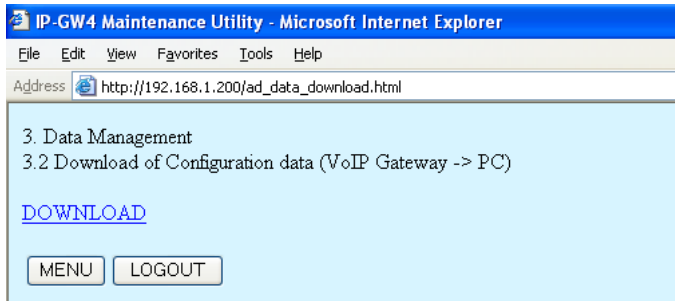 IP-GW4 Maintenance Utility - Microsoft Internet Explorer
File Edit View Favorites Tools Help
Address http://192.168.1.200/ad_data_download.html
3. Data Management
3.2 Download of Configuration data (VoIP Gateway -> PC)
DOWNLOAD
MENU LOGOUT